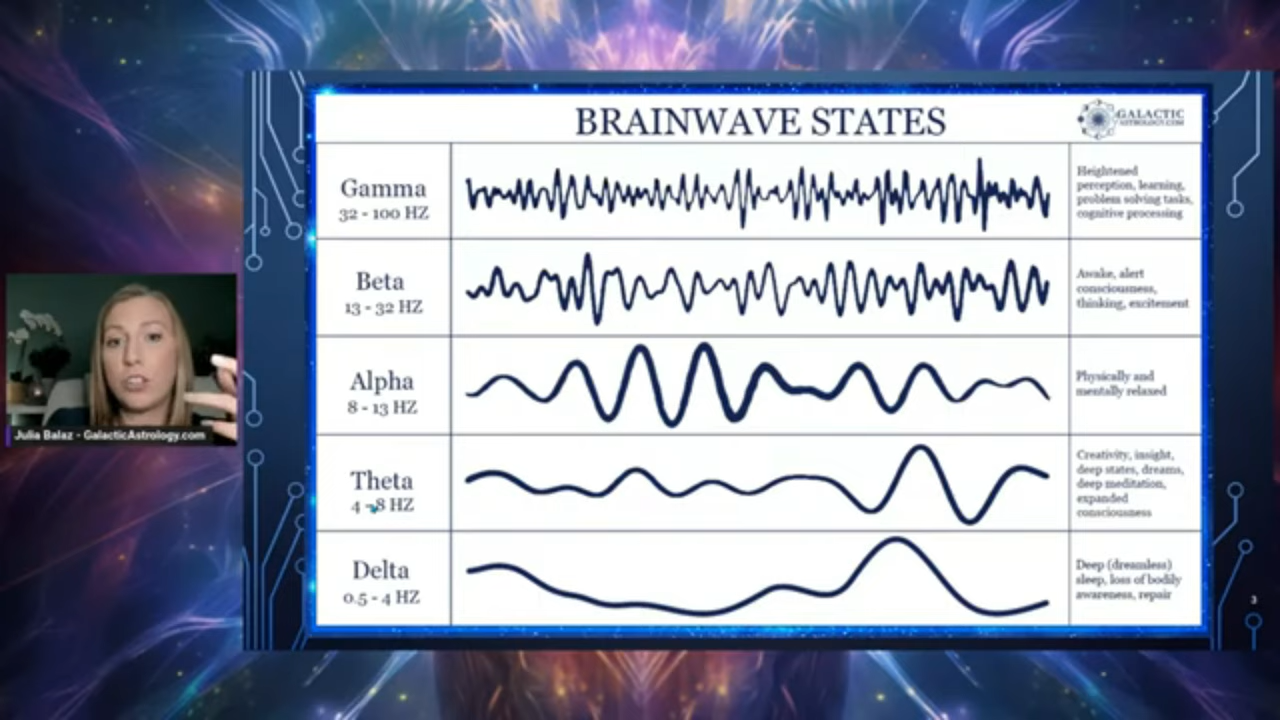 BRAINWAVE STATES
GALACTIC
ASTROLOGY.COM
Gamma
32 - 100 HZ
Heightened
perception, learning,
problem solving tasks,
cognitive processing
Beta
13 - 32 HZ
Awake, alert
consciousness,
thinking, excitement
Alpha
8 - 13 HZ
Physically and
mentally relaxed
Theta
4 - 8 HZ
Creativity, insight,
deep states, dreams,
deep meditation,
expanded
consciousness
Delta
0.5 - 4 HZ
Deep (dreamless)
sleep, loss of bodily
awareness, repair
3
Julia Balaz - GalacticAstrology.com